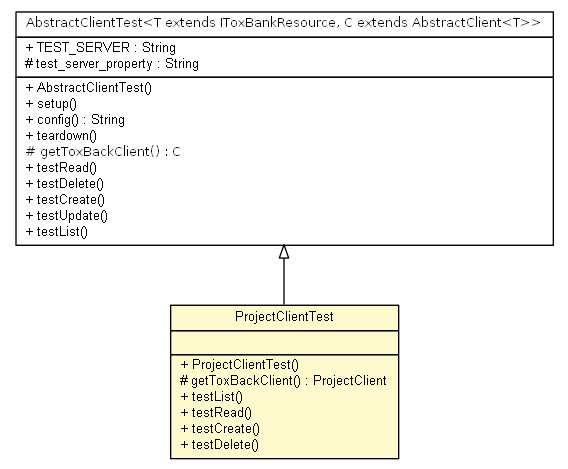 AbstractClientTest<T extends IToxBankResource, C extends AbstractClient<T>>
+ TEST_SERVER : String
# test_server_property : String
+ AbstractClientTest()
+ setup()
+ config() : String
+ teardown()
# getToxBackClient() : C
+ testRead()
+ testDelete()
+ testCreate()
+ testUpdate()
+ testList()
ProjectClientTest
+ ProjectClientTest()
# getToxBackClient() : ProjectClient
+ testList()
+ testRead()
+ testCreate()
+ testDelete()